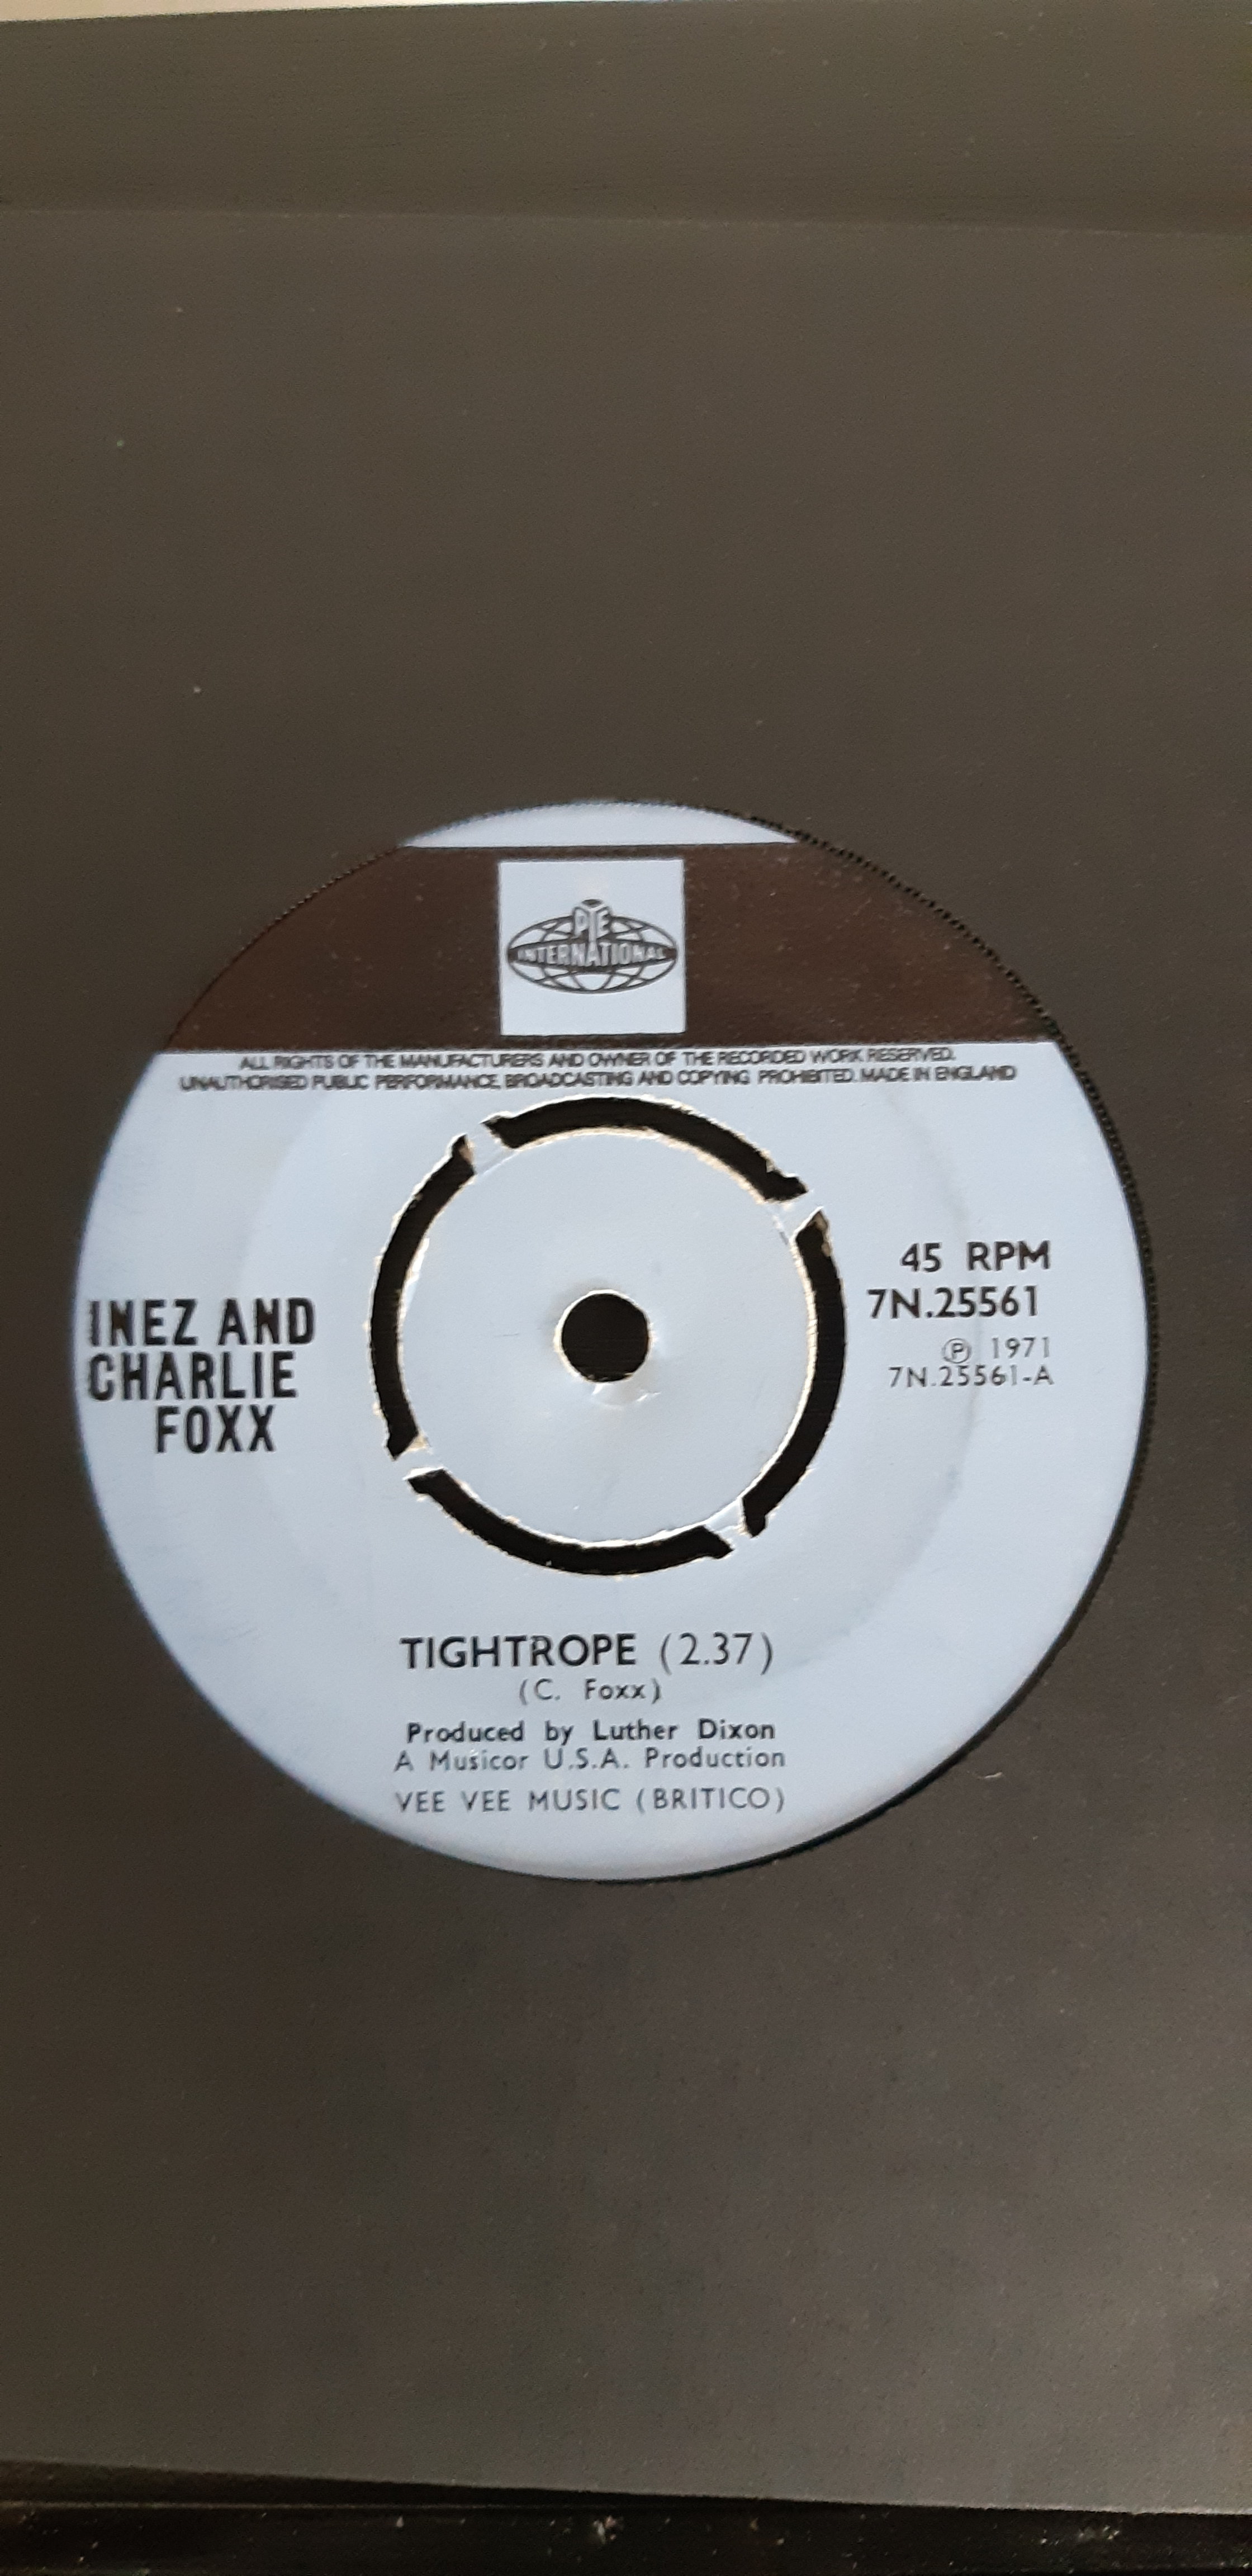 PYE
INTERNATIONAL
ALL RIGHTS OF THE MANUFACTURERS AND OWNER OF THE RECORDED WORK RESERVED.
UNAUTHORISED PUBLIC PERFORMANCE, BROADCASTING AND COPYING PROHIBITED. MADE IN ENGLAND
45 RPM
7N.25561
Ⓟ 1971
7N.25561-A
INEZ AND
CHARLIE
FOXX
TIGHTROPE (2.37)
(C. Foxx)
Produced by Luther Dixon
A Musicor U.S.A. Production
VEE VEE MUSIC (BRITICO)